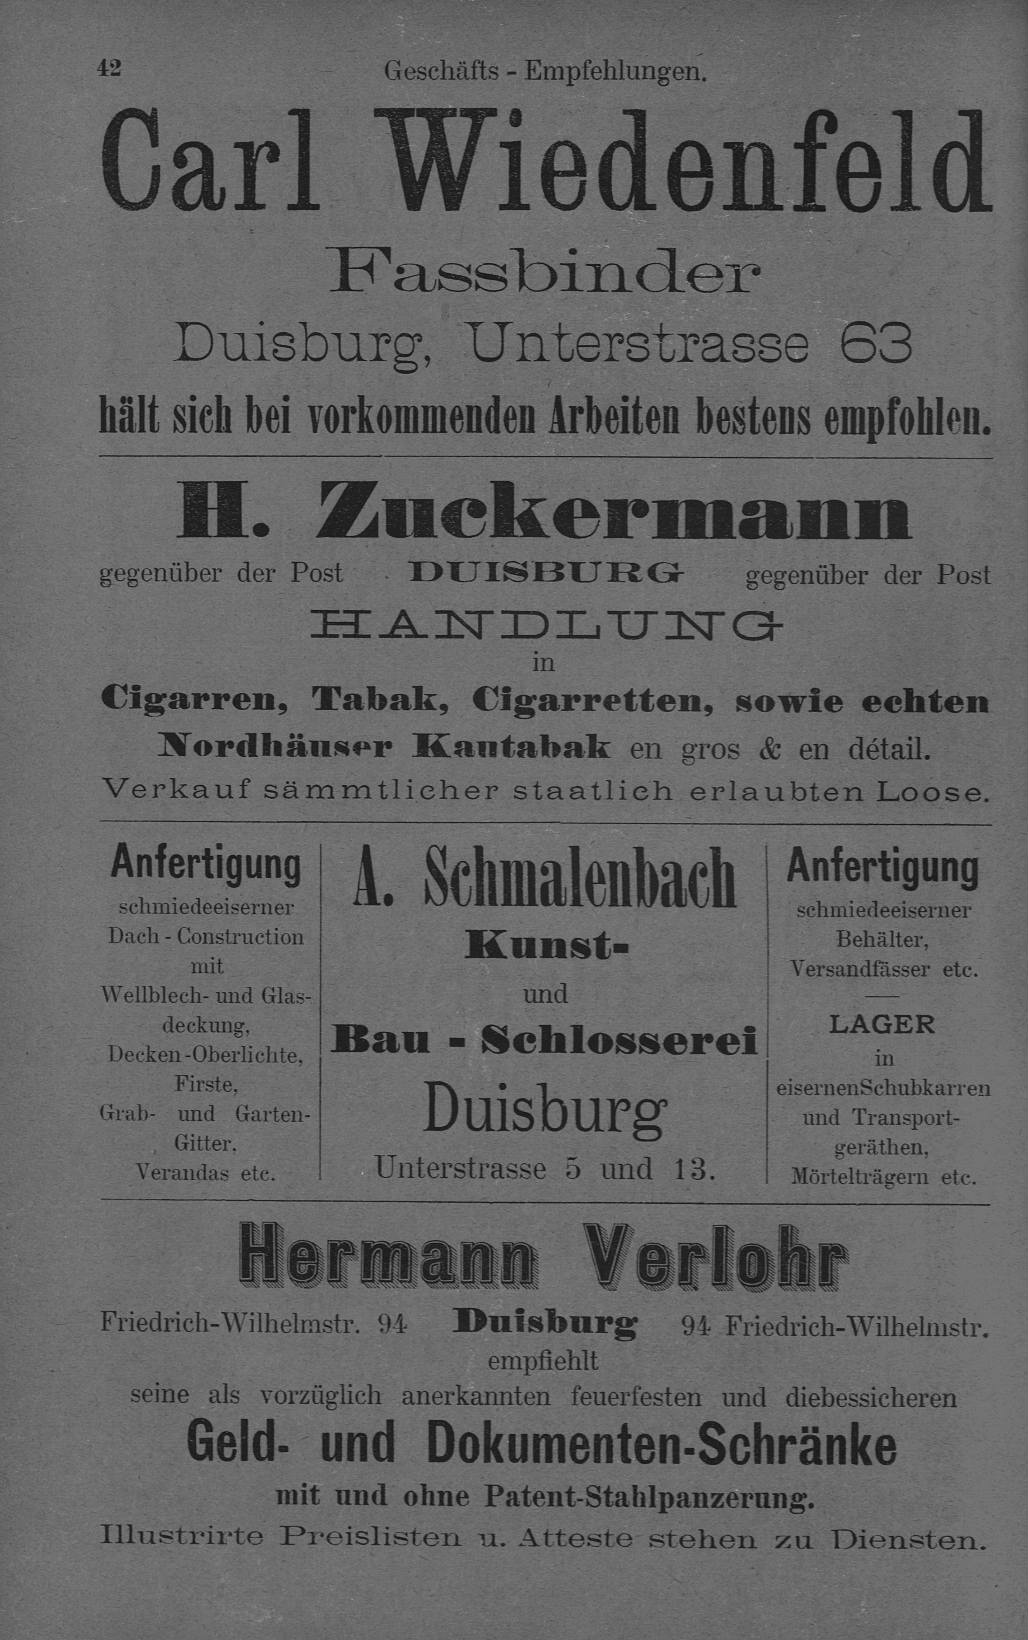 42
Geschäfts - Empfehlungen.
Carl Wiedenfeld
Fassbinder
Duisburg, Unterstrasse 63
hält sich bei vorkommenden Arbeiten bestens empfohlen.
H. Zuckermann
gegenüber der Post DUISBURG gegenüber der Post
HANDLUNG
in
Cigarren, Tabak, Cigarretten, sowie echten
Nordhäuser Kautabak en gros & en détail.
Verkauf sämmtlicher staatlich erlaubten Loose.
Anfertigung
schmiedeeiserner
Dach - Construction
mit
Wellblech- und Glas-
deckung,
Decken-Oberlichte,
Firste,
Grab- und Garten-
Gitter,
Verandas etc.
A. Schmalenbach
Kunst-
und
Bau - Schlosserei
Duisburg
Unterstrasse 5 und 13.
Anfertigung
schmiedeeiserner
Behälter,
Versandfässer etc.
LAGER
in
eisernenSchubkarren
und Transport-
geräthen,
Mörtelträgern etc.
Hermann Verlohr
Friedrich-Wilhelmstr. 94 Duisburg 94 Friedrich-Wilhelmstr.
empfiehlt
seine als vorzüglich anerkannten feuerfesten und diebessicheren
Geld- und Dokumenten-Schränke
mit und ohne Patent-Stahlpanzerung.
Illustrirte Preislisten u. Atteste stehen zu Diensten.